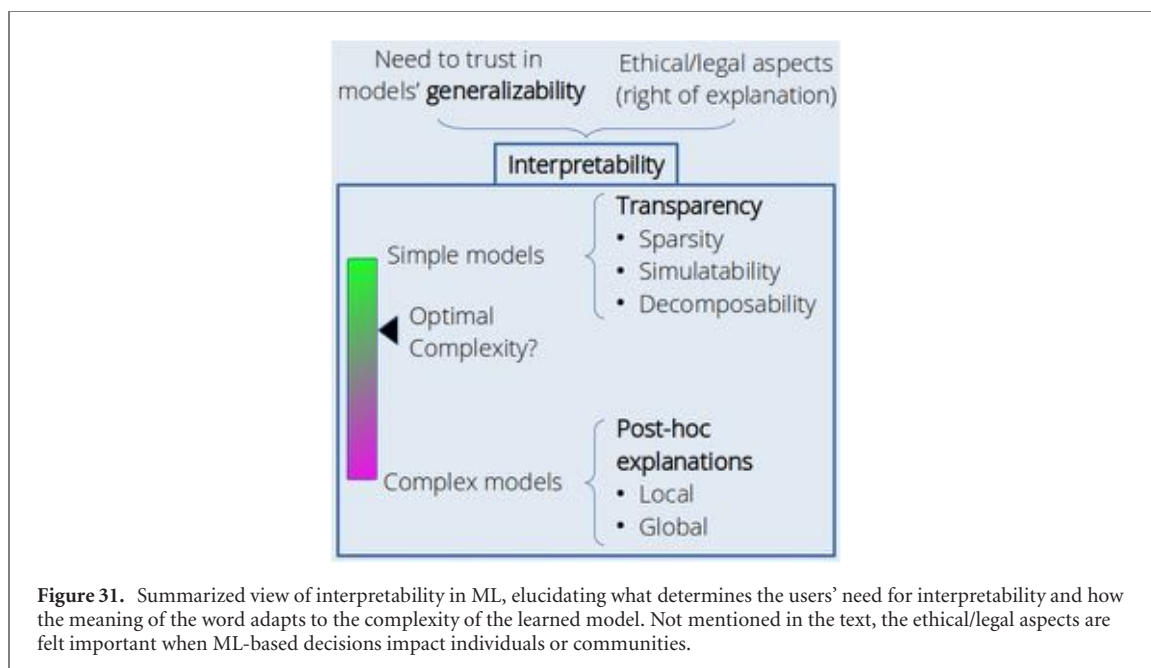 Need to trust in
models’ generalizability
Ethical/legal aspects
(right of explanation)
Interpretability
Simple models
Transparency
• Sparsity
• Simulatability
• Decomposability
Optimal
Complexity?
Complex models
Post-hoc
explanations
• Local
• Global
Figure 31. Summarized view of interpretability in ML, elucidating what determines the users’ need for interpretability and how
the meaning of the word adapts to the complexity of the learned model. Not mentioned in the text, the ethical/legal aspects are
felt important when ML-based decisions impact individuals or communities.